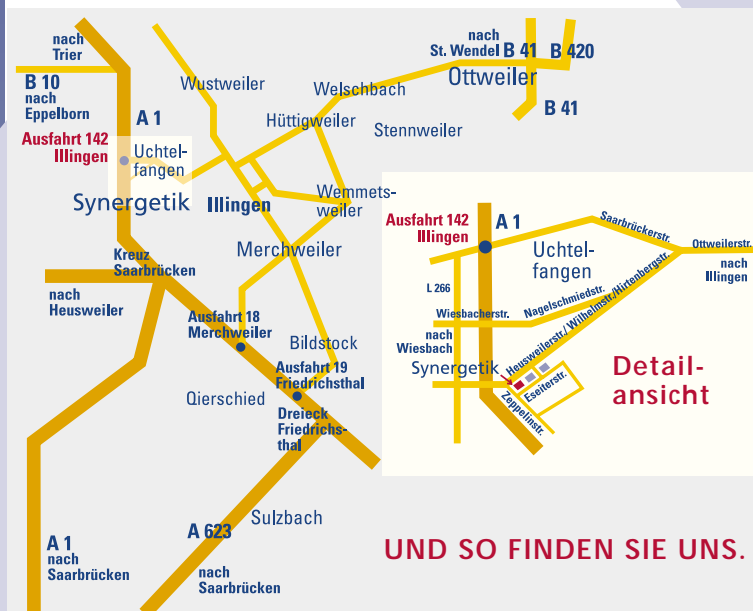 nach
Trier
B 10
nach
Eppelborn
A 1
Ausfahrt 142
Illingen
Uchtel-
fangen
Synergetik
Illingen
Wustweiler
Welschbach
Hüttigweiler
Stennweiler
nach
St. Wendel
B 41
B 420
Ottweiler
B 41
Wemmets-
weiler
Merchweiler
Kreuz
Saarbrücken
nach
Heusweiler
Ausfahrt 18
Merchweiler
Bildstock
Ausfahrt 19
Friedrichsthal
Qierschied
Dreieck
Friedrichs-
thal
Sulzbach
A 623
nach
Saarbrücken
A 1
nach
Saarbrücken
Ausfahrt 142
Illingen
A 1
Uchtel-
fangen
Saarbrückerstr.
Ottweilerstr.
nach
Illingen
L 266
Nagelschmiedstr.
Wiesbacherstr.
Heusweilerstr./ Wilhelmstr./Hirtenbergstr.
nach
Wiesbach
Synergetik
Eseiterstr.
Zeppelinstr.
Detail-
ansicht
UND SO FINDEN SIE UNS.